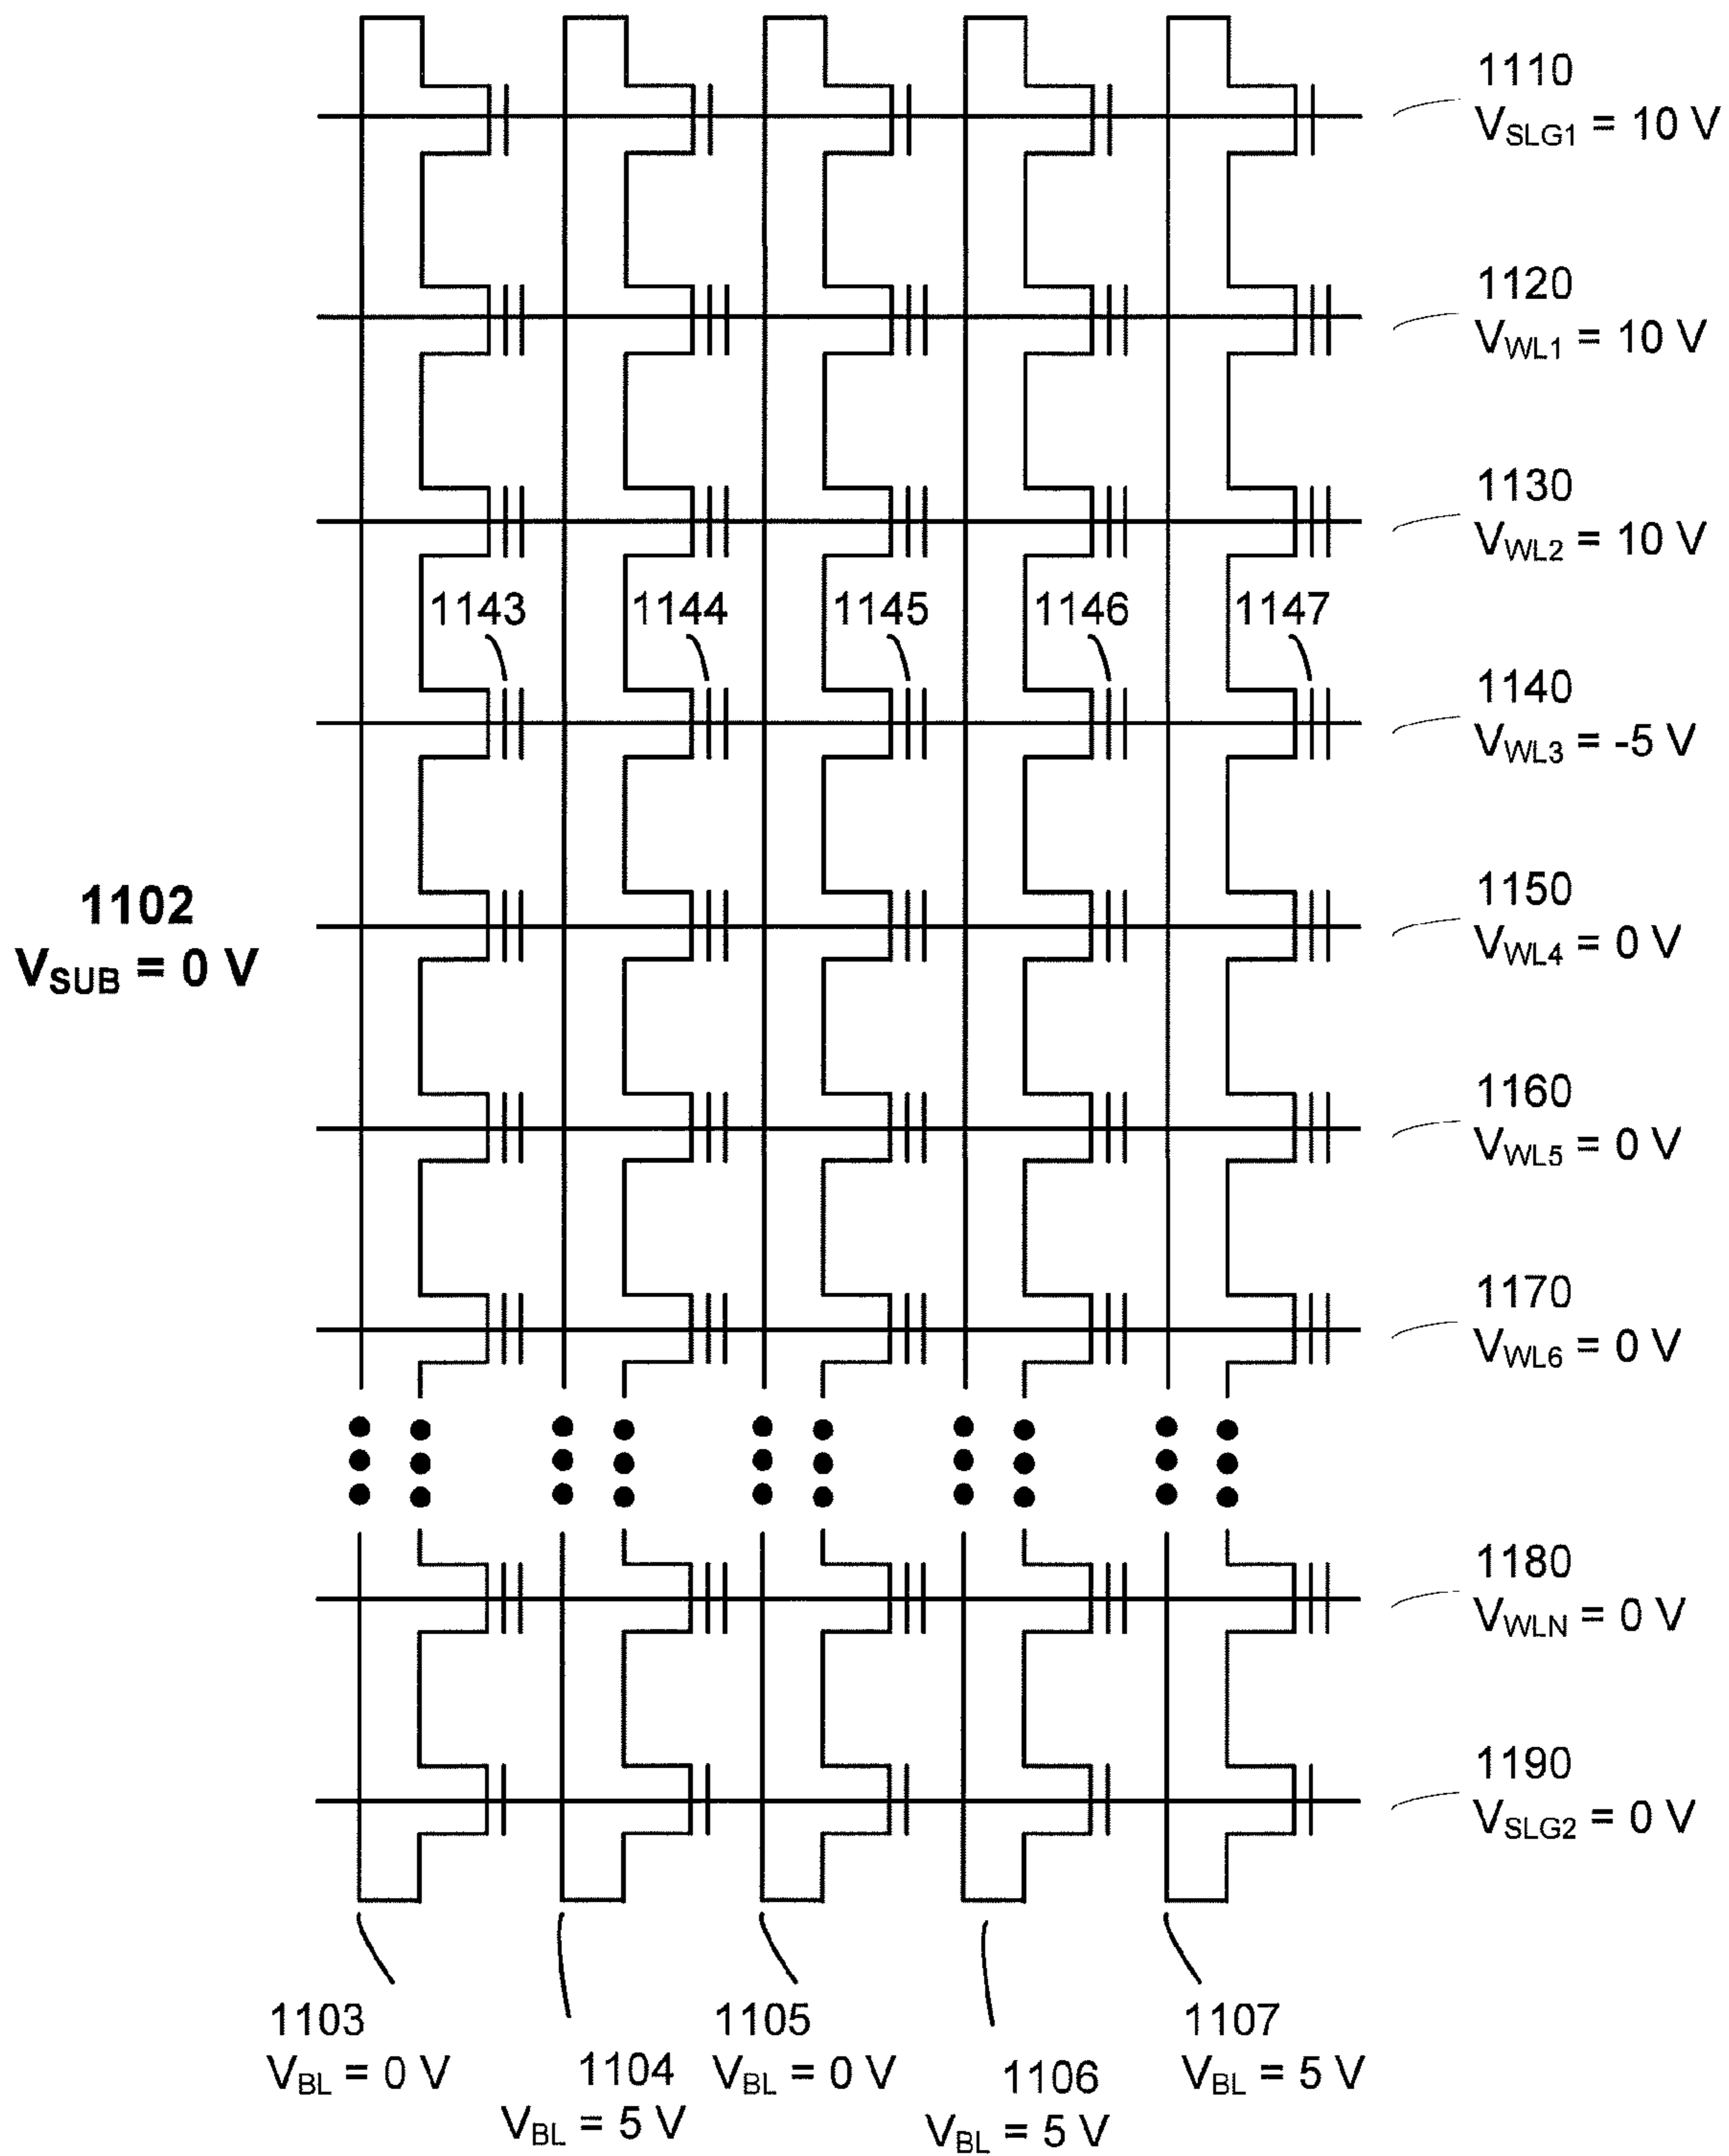 1110
VSLG1 = 10 V
1120
VWL1 = 10 V
1130
VWL2 = 10 V
1143 1144 1145 1146 1147
1140
VWL3 = -5 V
1102
VSUB = 0 V
1150
VWL4 = 0 V
1160
VWL5 = 0 V
1170
VWL6 = 0 V
1180
VWLN = 0 V
1190
VSLG2 = 0 V
1103
VBL = 0 V
1104
VBL = 5 V
1105
VBL = 0 V
1106
VBL = 5 V
1107
VBL = 5 V